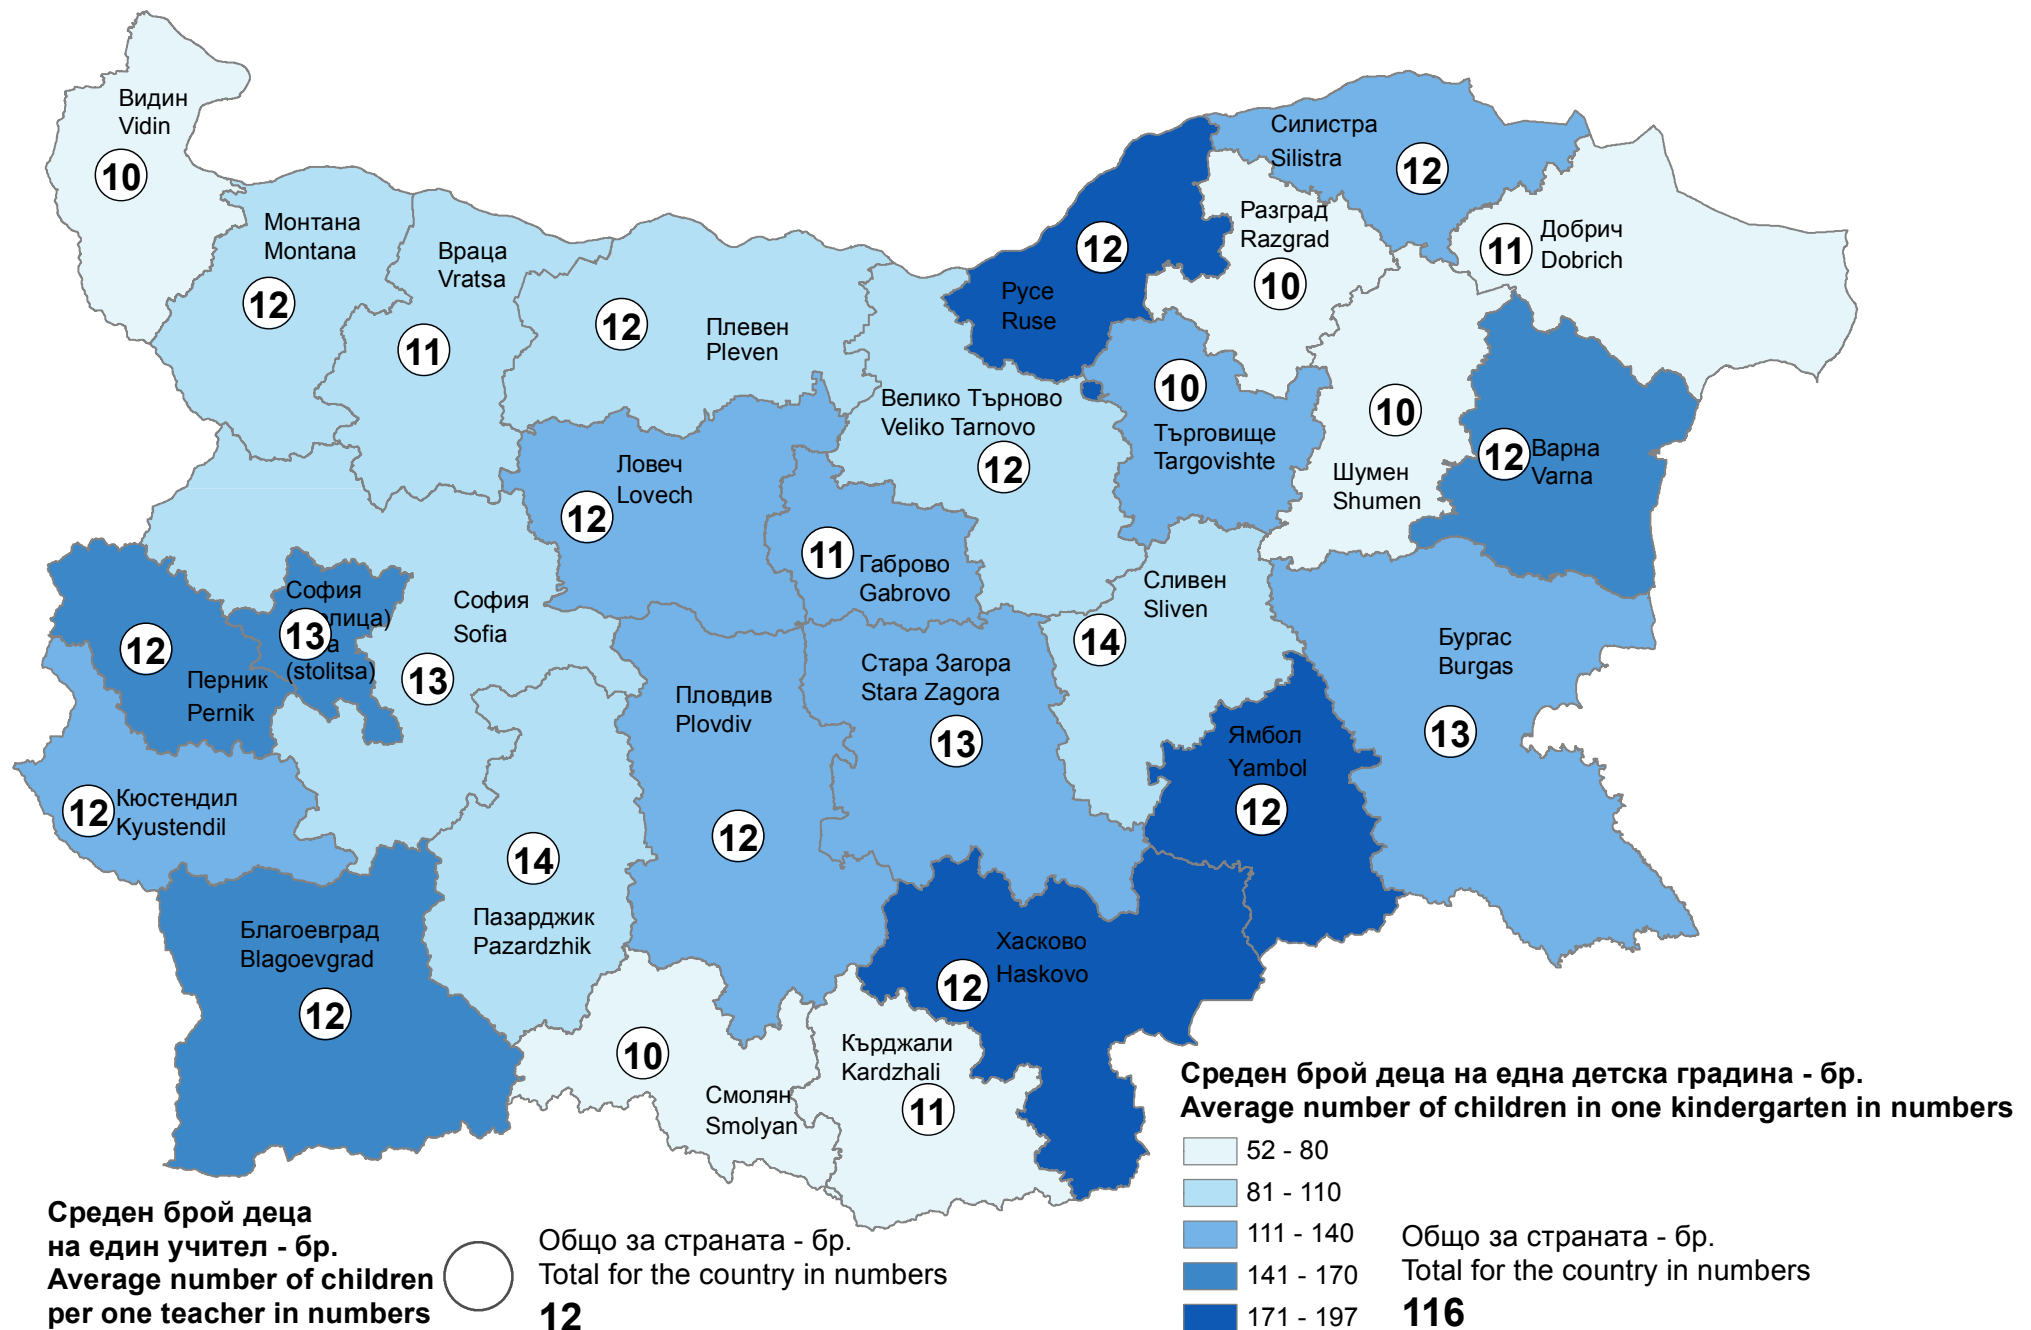 Видин
Vidin
10
Монтана
Montana
12
Враца
Vratsa
11
12
Плевен
Pleven
Велико Търново
Veliko Tarnovo
12
Русе
Ruse
12
Силистра
Silistra
12
Разград
Razgrad
10
Добрич
Dobrich
11
10
Търговище
Targovishte
10
Шумен
Shumen
12
Варна
Varna
Ловеч
Lovech
12
11
Габрово
Gabrovo
София
13
(stolitsa)
София
Sofia
13
12
Перник
Pernik
12
Кюстендил
Kyustendil
Благоевград
Blagoevgrad
12
14
Пазарджик
Pazardzhik
Пловдив
Plovdiv
12
Стара Загора
Stara Zagora
13
Сливен
Sliven
14
Ямбол
Yambol
12
Бургас
Burgas
13
Хасково
Haskovo
12
Кърджали
Kardzhali
11
10
Смолян
Smolyan
Среден брой деца на една детска градина - бр.
Average number of children in one kindergarten in numbers
52 - 80
81 - 110
111 - 140
141 - 170
171 - 197
Общо за страната - бр.
Total for the country in numbers
116
Среден брой деца
на един учител - бр.
Average number of children
per one teacher in numbers
Общо за страната - бр.
Total for the country in numbers
12